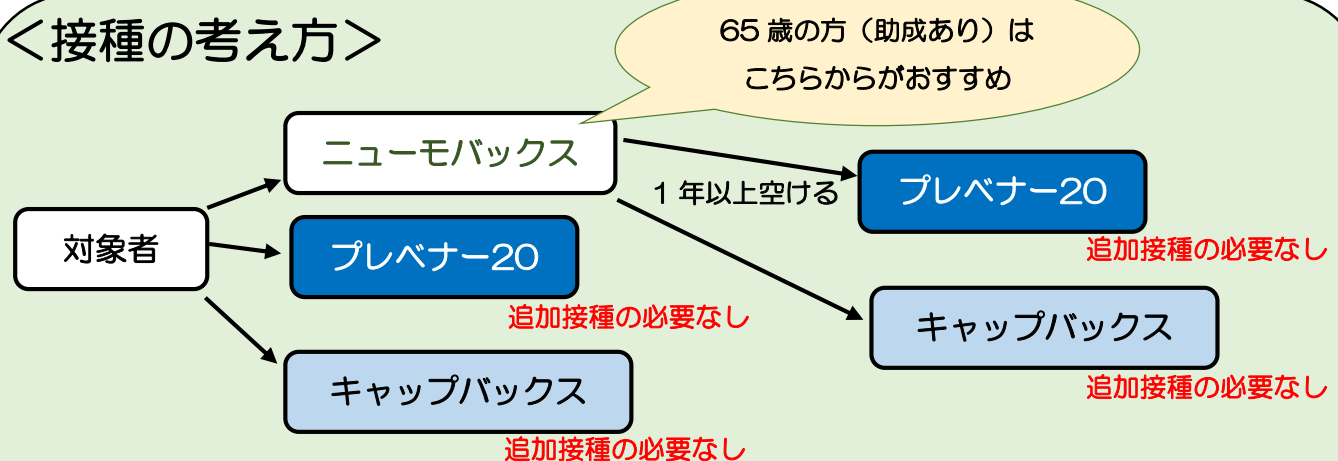 ＜接種の考え方＞
65 歳の方（助成あり）は
こちらからがおすすめ
ニューモバックス
1 年以上空ける
プレベナー20
追加接種の必要なし
対象者
プレベナー20
追加接種の必要なし
キャップバックス
追加接種の必要なし
キャップバックス
追加接種の必要なし